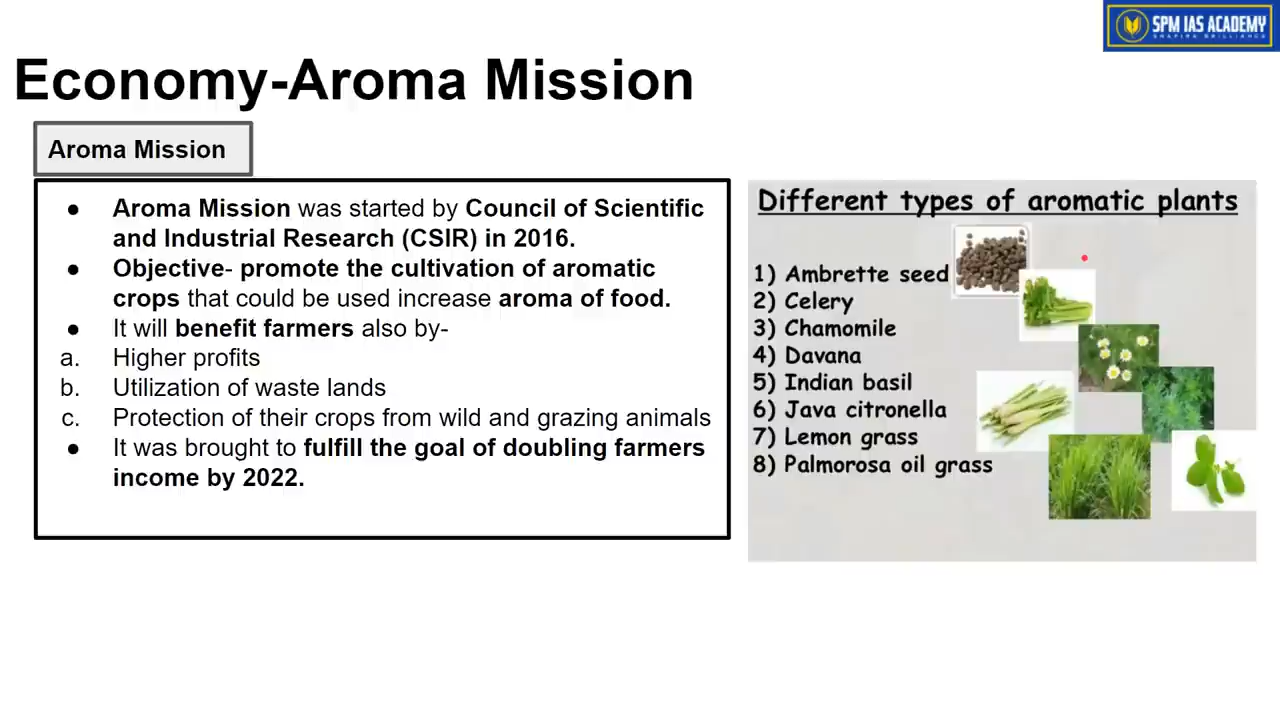 SPM IAS ACADEMY
SHAPING BRILLIANCE
Economy-Aroma Mission
Aroma Mission
● Aroma Mission was started by Council of Scientific
and Industrial Research (CSIR) in 2016.
● Objective- promote the cultivation of aromatic
crops that could be used increase aroma of food.
● It will benefit farmers also by-
a. Higher profits
b. Utilization of waste lands
c. Protection of their crops from wild and grazing animals
● It was brought to fulfill the goal of doubling farmers
income by 2022.
Different types of aromatic plants
1) Ambrette seed
2) Celery
3) Chamomile
4) Davana
5) Indian basil
6) Java citronella
7) Lemon grass
8) Palmorosa oil grass